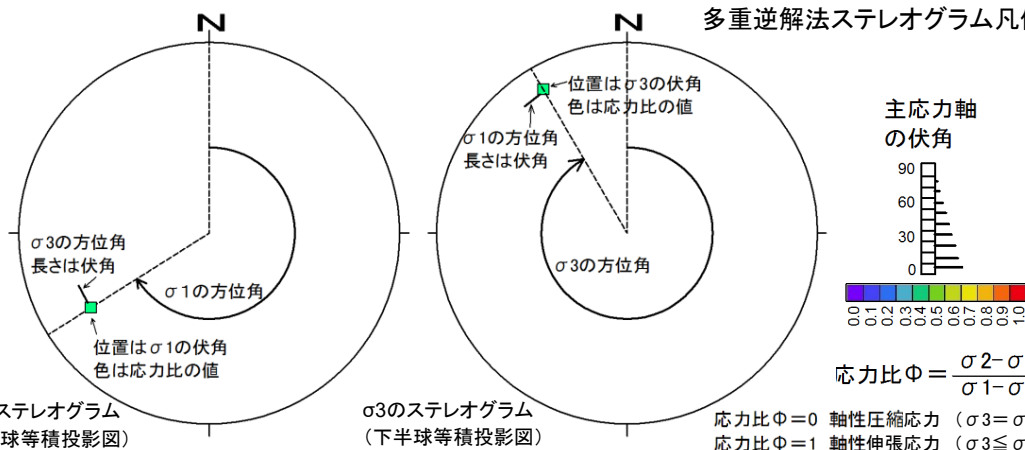 多重逆解法ステレオグラム凡
N
σ3の方位角
長さは伏角
σ1の方位角
位置はσ1の伏角
色は応力比の値
ステレオグラム
球等積投影図）
N
位置はσ3の伏角
色は応力比の値
σ1の方位角
長さは伏角
σ3の方位角
σ3のステレオグラム
（下半球等積投影図）
主応力軸
の伏角
90
60
30
0
0.0 0.1 0.2 0.3 0.4 0.5 0.6 0.7 0.8 0.9 1.0
応力比Φ＝ σ2−σ
σ1−σ
応力比Φ＝0 軸性圧縮応力 （σ3＝σ
応力比Φ＝1 軸性伸張応力 （σ3≦σ